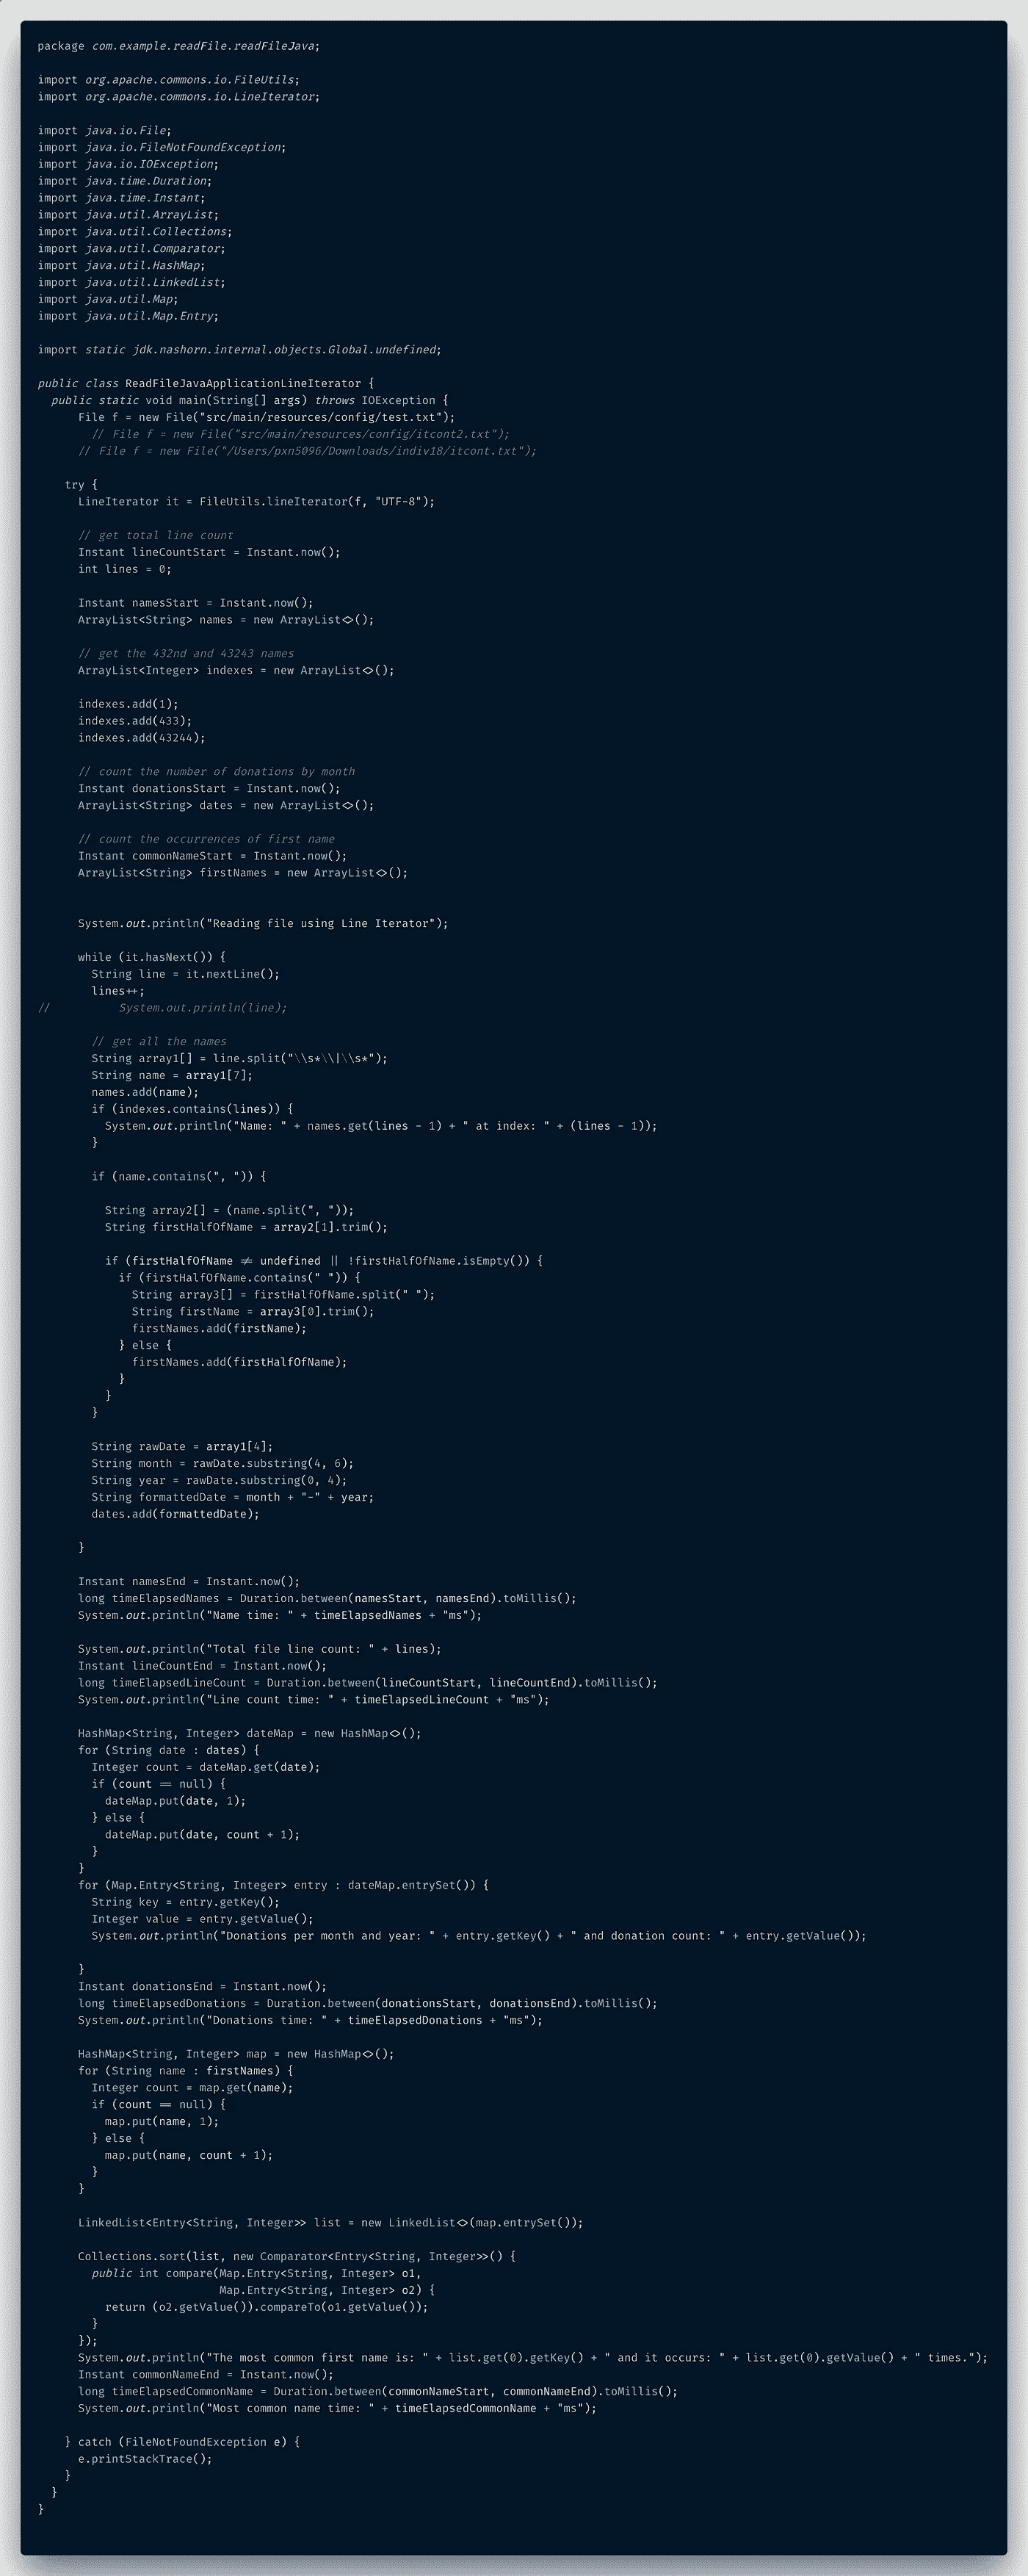 package com.example.readFile.readFileJava;

import org.apache.commons.io.FileUtils;
import org.apache.commons.io.LineIterator;

import java.io.File;
import java.io.FileNotFoundException;
import java.io.IOException;
import java.time.Duration;
import java.time.Instant;
import java.util.ArrayList;
import java.util.Collections;
import java.util.Comparator;
import java.util.HashMap;
import java.util.LinkedList;
import java.util.Map;
import java.util.Map.Entry;

import static jdk.nashorn.internal.objects.Global.undefined;

public class ReadFileJavaApplicationLineIterator {
  public static void main(String[] args) throws IOException {
      File f = new File("src/main/resources/config/test.txt");
        // File f = new File("src/main/resources/config/itcont2.txt");
      // File f = new File("/Users/pxn5096/Downloads/indiv18/itcont.txt");

    try {
      LineIterator it = FileUtils.lineIterator(f, "UTF-8");

      // get total line count
      Instant lineCountStart = Instant.now();
      int lines = 0;

      Instant namesStart = Instant.now();
      ArrayList<String> names = new ArrayList<>();

      // get the 432nd and 43243 names
      ArrayList<Integer> indexes = new ArrayList<>();

      indexes.add(1);
      indexes.add(433);
      indexes.add(43244);

      // count the number of donations by month
      Instant donationsStart = Instant.now();
      ArrayList<String> dates = new ArrayList<>();

      // count the occurrences of first name
      Instant commonNameStart = Instant.now();
      ArrayList<String> firstNames = new ArrayList<>();


      System.out.println("Reading file using Line Iterator");

      while (it.hasNext()) {
        String line = it.nextLine();
        lines++;
//          System.out.println(line);

        // get all the names
        String array1[] = line.split("\\s*\\|\\s*");
        String name = array1[7];
        names.add(name);
        if (indexes.contains(lines)) {
          System.out.println("Name: " + names.get(lines - 1) + " at index: " + (lines - 1));
        }

        if (name.contains(", ")) {

          String array2[] = (name.split(", "));
          String firstHalfOfName = array2[1].trim();

          if (firstHalfOfName != undefined || !firstHalfOfName.isEmpty()) {
            if (firstHalfOfName.contains(" ")) {
              String array3[] = firstHalfOfName.split(" ");
              String firstName = array3[0].trim();
              firstNames.add(firstName);
            } else {
              firstNames.add(firstHalfOfName);
            }
          }
        }

        String rawDate = array1[4];
        String month = rawDate.substring(4, 6);
        String year = rawDate.substring(0, 4);
        String formattedDate = month + "-" + year;
        dates.add(formattedDate);

      }

      Instant namesEnd = Instant.now();
      long timeElapsedNames = Duration.between(namesStart, namesEnd).toMillis();
      System.out.println("Name time: " + timeElapsedNames + "ms");

      System.out.println("Total file line count: " + lines);
      Instant lineCountEnd = Instant.now();
      long timeElapsedLineCount = Duration.between(lineCountStart, lineCountEnd).toMillis();
      System.out.println("Line count time: " + timeElapsedLineCount + "ms");

      HashMap<String, Integer> dateMap = new HashMap<>();
      for (String date : dates) {
        Integer count = dateMap.get(date);
        if (count == null) {
          dateMap.put(date, 1);
        } else {
          dateMap.put(date, count + 1);
        }
      }
      for (Map.Entry<String, Integer> entry : dateMap.entrySet()) {
        String key = entry.getKey();
        Integer value = entry.getValue();
        System.out.println("Donations per month and year: " + entry.getKey() + " and donation count: " + entry.getValue());

      }
      Instant donationsEnd = Instant.now();
      long timeElapsedDonations = Duration.between(donationsStart, donationsEnd).toMillis();
      System.out.println("Donations time: " + timeElapsedDonations + "ms");

      HashMap<String, Integer> map = new HashMap<>();
      for (String name : firstNames) {
        Integer count = map.get(name);
        if (count == null) {
          map.put(name, 1);
        } else {
          map.put(name, count + 1);
        }
      }

      LinkedList<Entry<String, Integer>> list = new LinkedList<>(map.entrySet());

      Collections.sort(list, new Comparator<Entry<String, Integer>>() {
        public int compare(Map.Entry<String, Integer> o1,
                           Map.Entry<String, Integer> o2) {
          return (o2.getValue()).compareTo(o1.getValue());
        }
      });
      System.out.println("The most common first name is: " + list.get(0).getKey() + " and it occurs: " + list.get(0).getValue() + " times.");
      Instant commonNameEnd = Instant.now();
      long timeElapsedCommonName = Duration.between(commonNameStart, commonNameEnd).toMillis();
      System.out.println("Most common name time: " + timeElapsedCommonName + "ms");

    } catch (FileNotFoundException e) {
      e.printStackTrace();
    }
  }
}